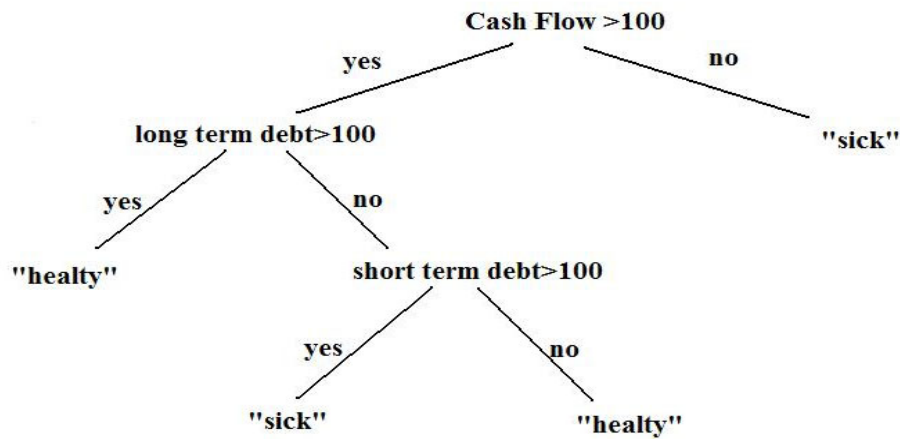 Cash Flow >100
yes
no
long term debt>100
"sick"
yes
no
"healty"
short term debt>100
yes
no
"sick"
"healty"